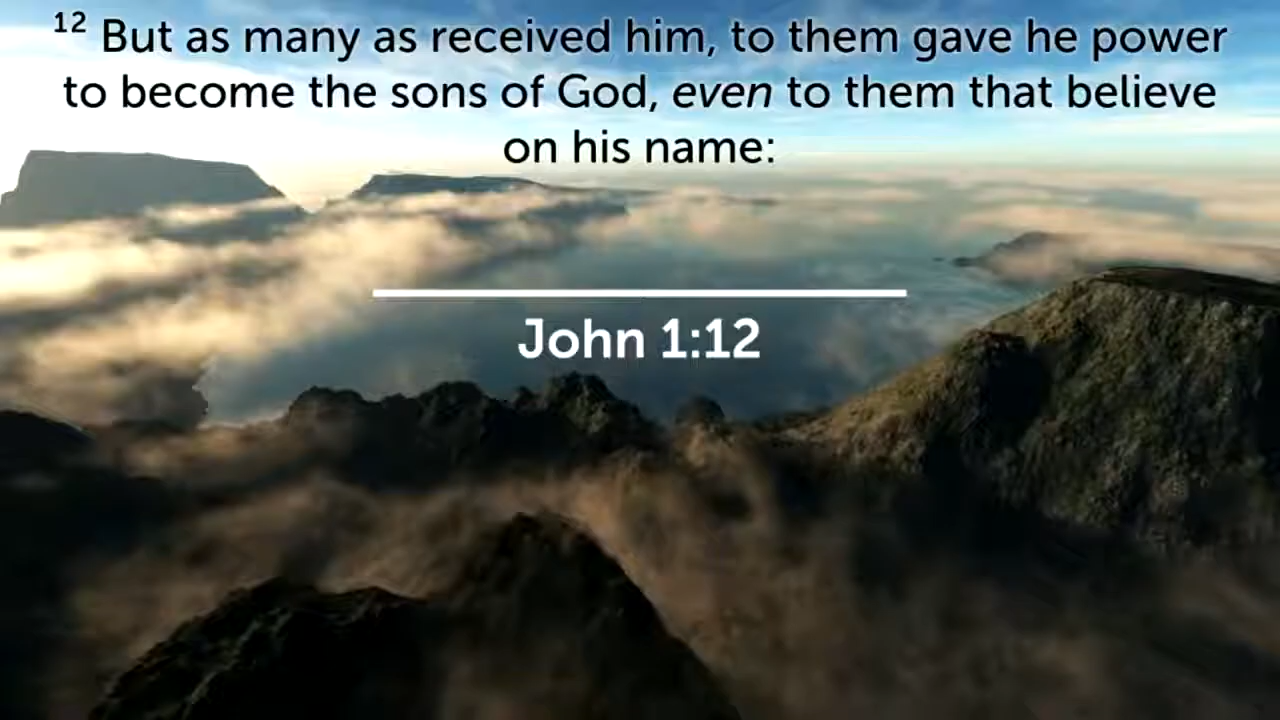 12 But as many as received him, to them gave he power
to become the sons of God, even to them that believe
on his name:
John 1:12